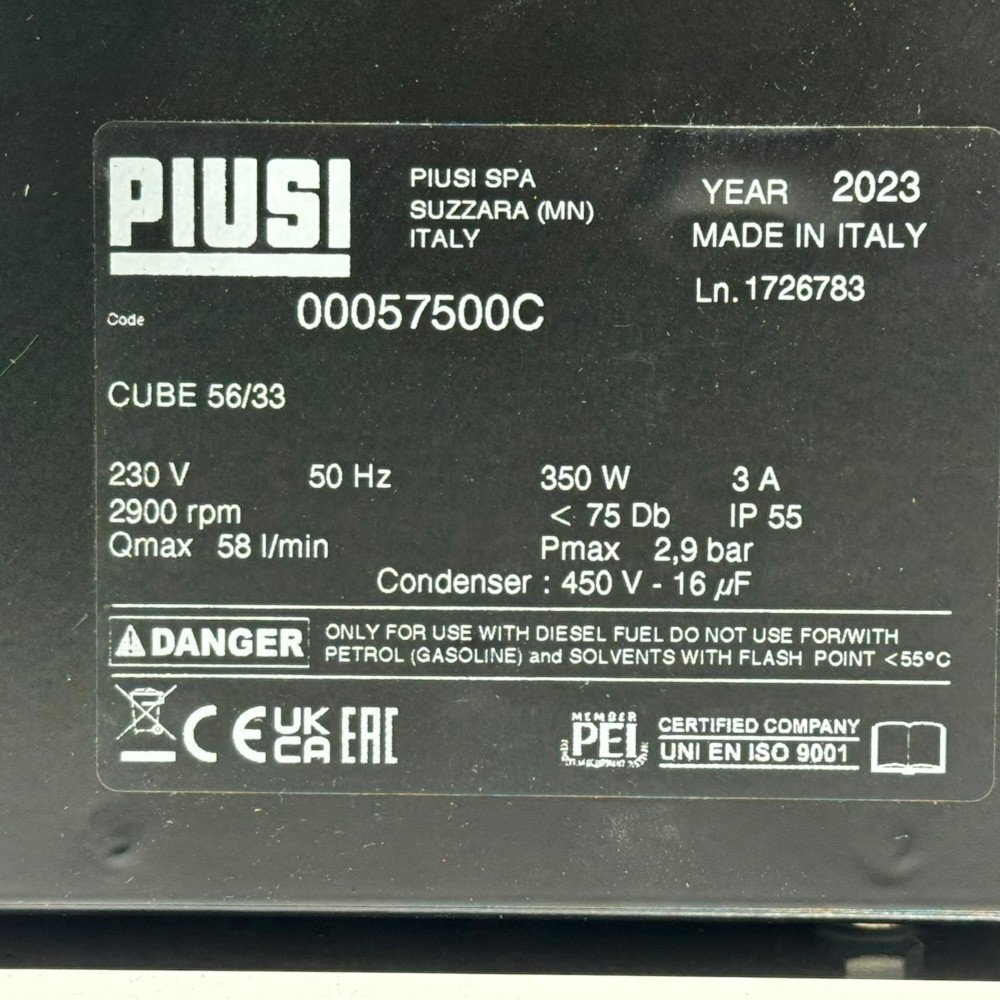 PIUSI
PIUSI SPA
SUZZARA (MN)
ITALY
YEAR 2023
MADE IN ITALY
Ln. 1726783
Code 00057500C
CUBE 56/33
230 V 50 Hz 350 W 3 A
2900 rpm < 75 Db IP 55
Qmax 58 l/min Pmax 2,9 bar
Condenser : 450 V - 16 µF
DANGER
ONLY FOR USE WITH DIESEL FUEL DO NOT USE FOR/WITH
PETROL (GASOLINE) and SOLVENTS WITH FLASH POINT <55°C
CE UK
CA EAC
MEMBER
PEI
CERTIFIED COMPANY
UNI EN ISO 9001